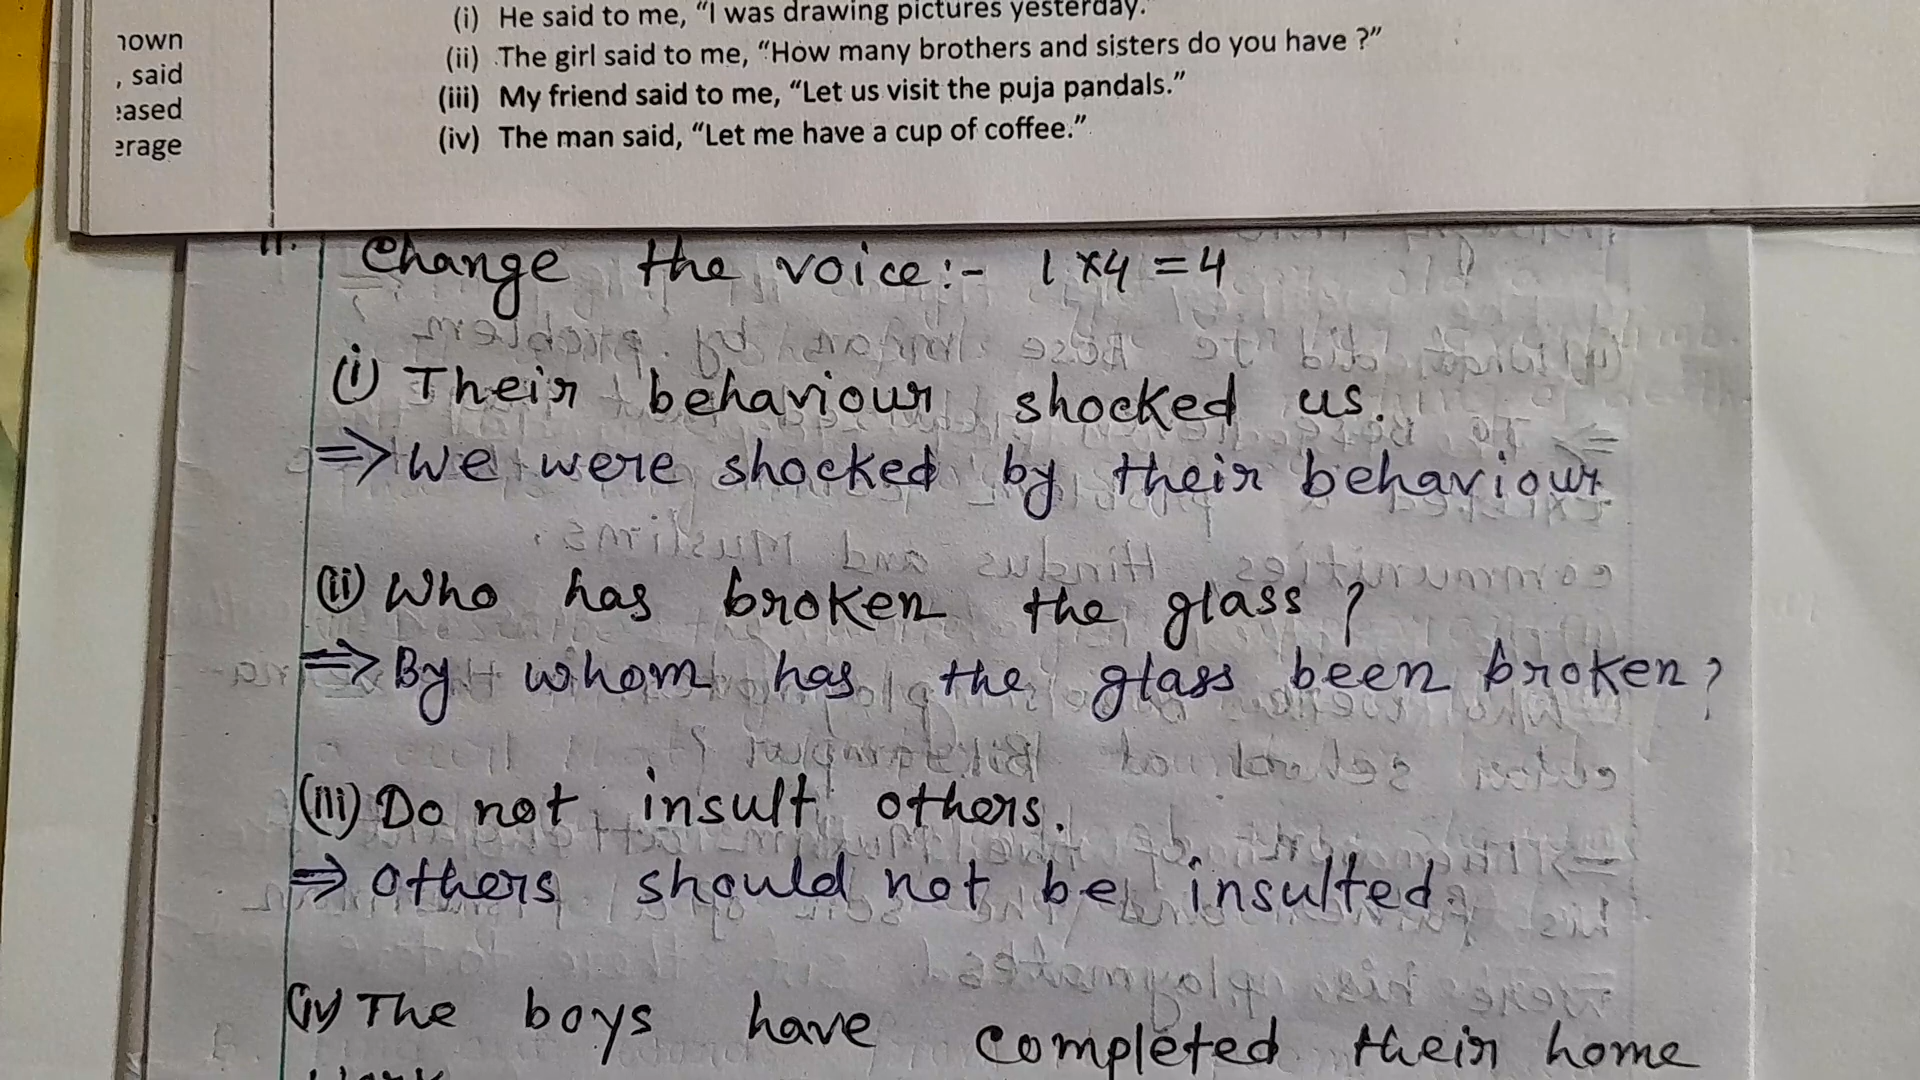 nown
, said
eased
erage
(i) He said to me, "I was drawing pictures yesterday."
(ii) The girl said to me, "How many brothers and sisters do you have ?"
(iii) My friend said to me, "Let us visit the puja pandals."
(iv) The man said, "Let me have a cup of coffee."
11. Change the voice:- 1×4=4
(i) Their behaviour shocked us.
⇒ We were shocked by their behaviour
(ii) Who has broken the glass?
⇒ By whom has the glass been broken?
(iii) Do not insult others.
⇒ Others should not be insulted.
(iv) The boys have completed their home